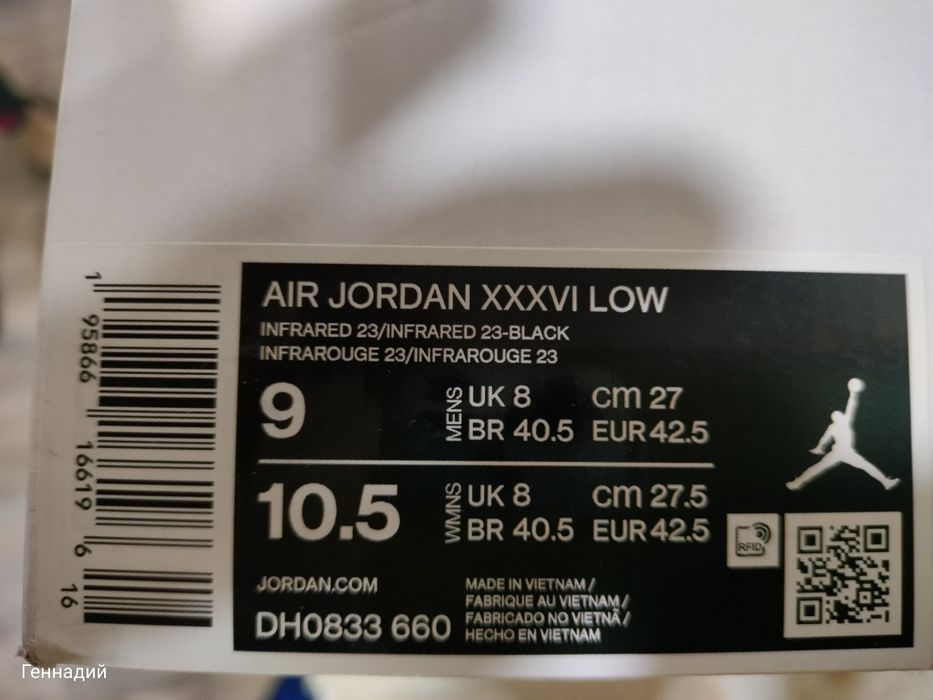 AIR JORDAN XXXVI LOW
INFRARED 23/INFRARED 23-BLACK
INFRAROUGE 23/INFRAROUGE 23
9
MENS
UK 8 cm 27
BR 40.5 EUR 42.5
10.5
WMNS
UK 8 cm 27.5
BR 40.5 EUR 42.5
RFID
JORDAN.COM
DH0833 660
MADE IN VIETNAM /
FABRIQUE AU VIETNAM /
FABRICADO NO VIETNÃ /
HECHO EN VIETNAM
1 95866 16619 6 16
Геннадий